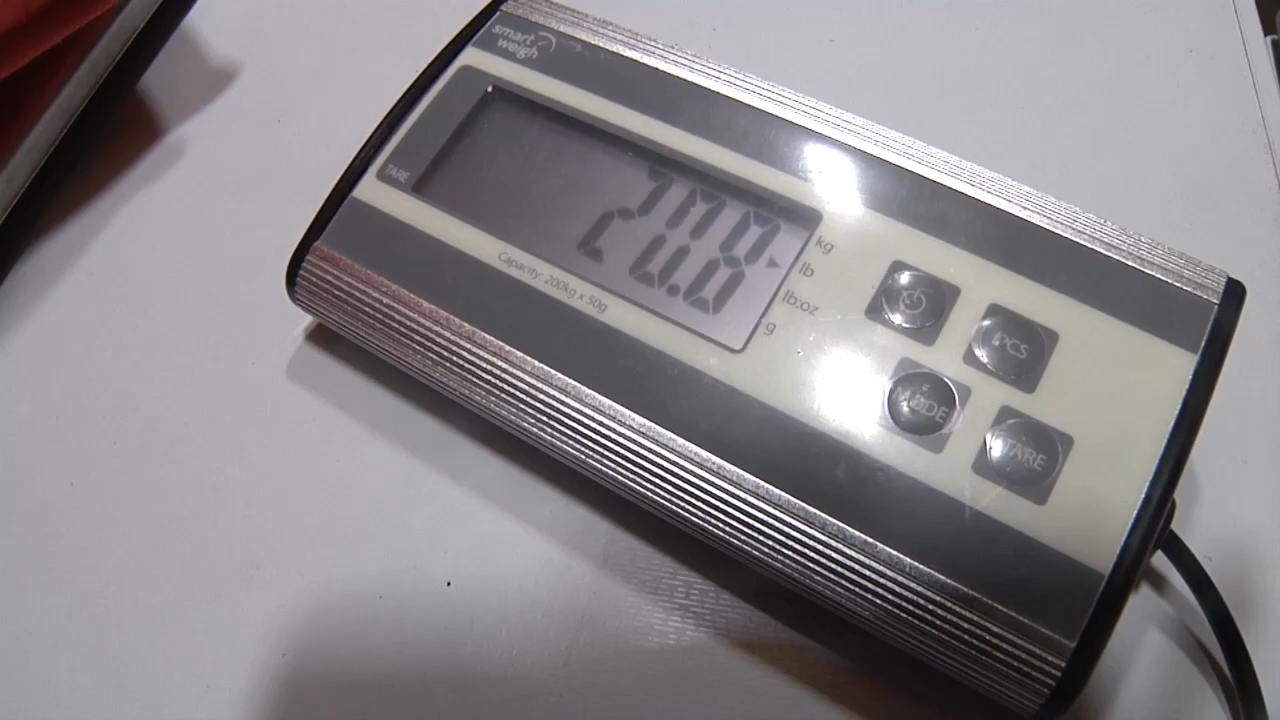 smart
weigh
TARE
20.8
kg
lb
lb:oz
g
Capacity: 200kg x 50g
PCS
MODE
TARE